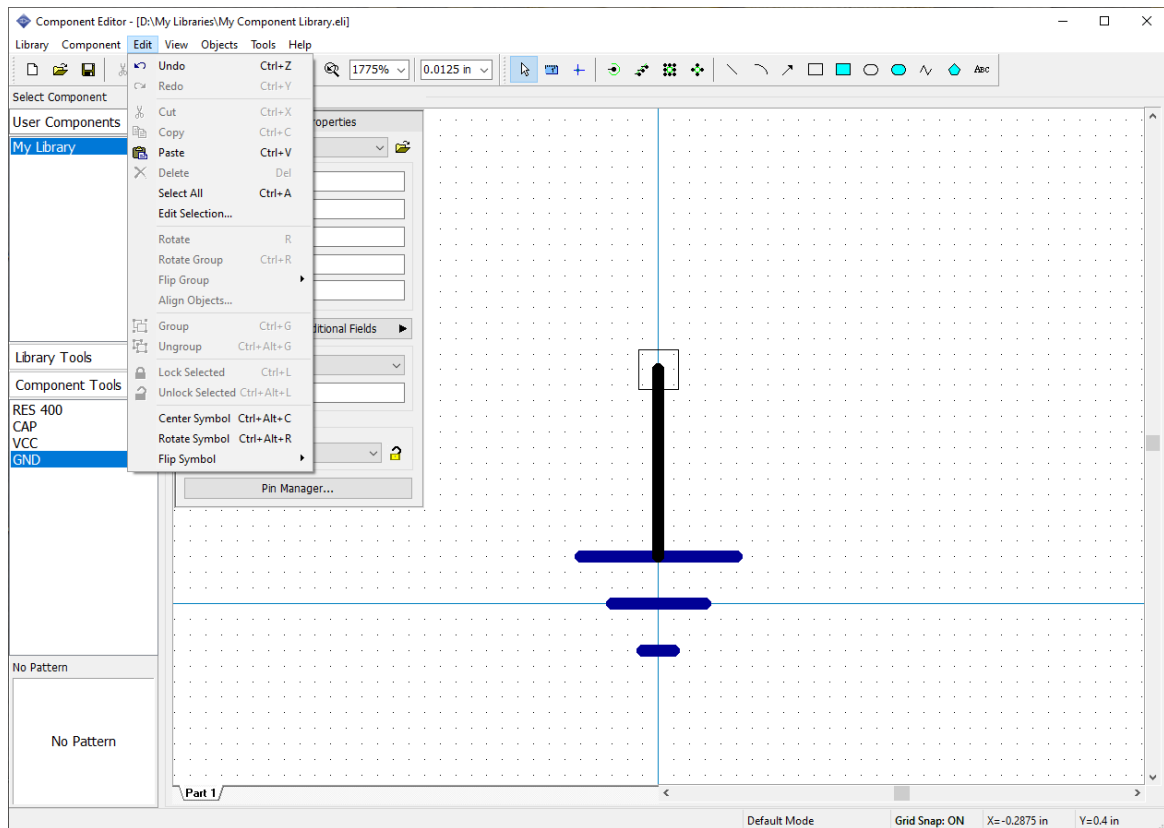 Component Editor - [D:\My Libraries\My Component Library.eli]
Library Component Edit View Objects Tools Help
1775% 0.0125 in ABC
Select Component
User Components
My Library
Undo Ctrl+Z
Redo Ctrl+Y
Cut Ctrl+X
Copy Ctrl+C
Paste Ctrl+V
Delete Del
Select All Ctrl+A
Edit Selection...
Rotate R
Rotate Group Ctrl+R
Flip Group
Align Objects...
Group Ctrl+G
Ungroup Ctrl+Alt+G
Lock Selected Ctrl+L
Unlock Selected Ctrl+Alt+L
Center Symbol Ctrl+Alt+C
Rotate Symbol Ctrl+Alt+R
Flip Symbol
roperties
ditional Fields
Pin Manager...
Library Tools
Component Tools
RES 400
CAP
VCC
GND
No Pattern
No Pattern
Part 1
Default Mode Grid Snap: ON X=-0.2875 in Y=0.4 in